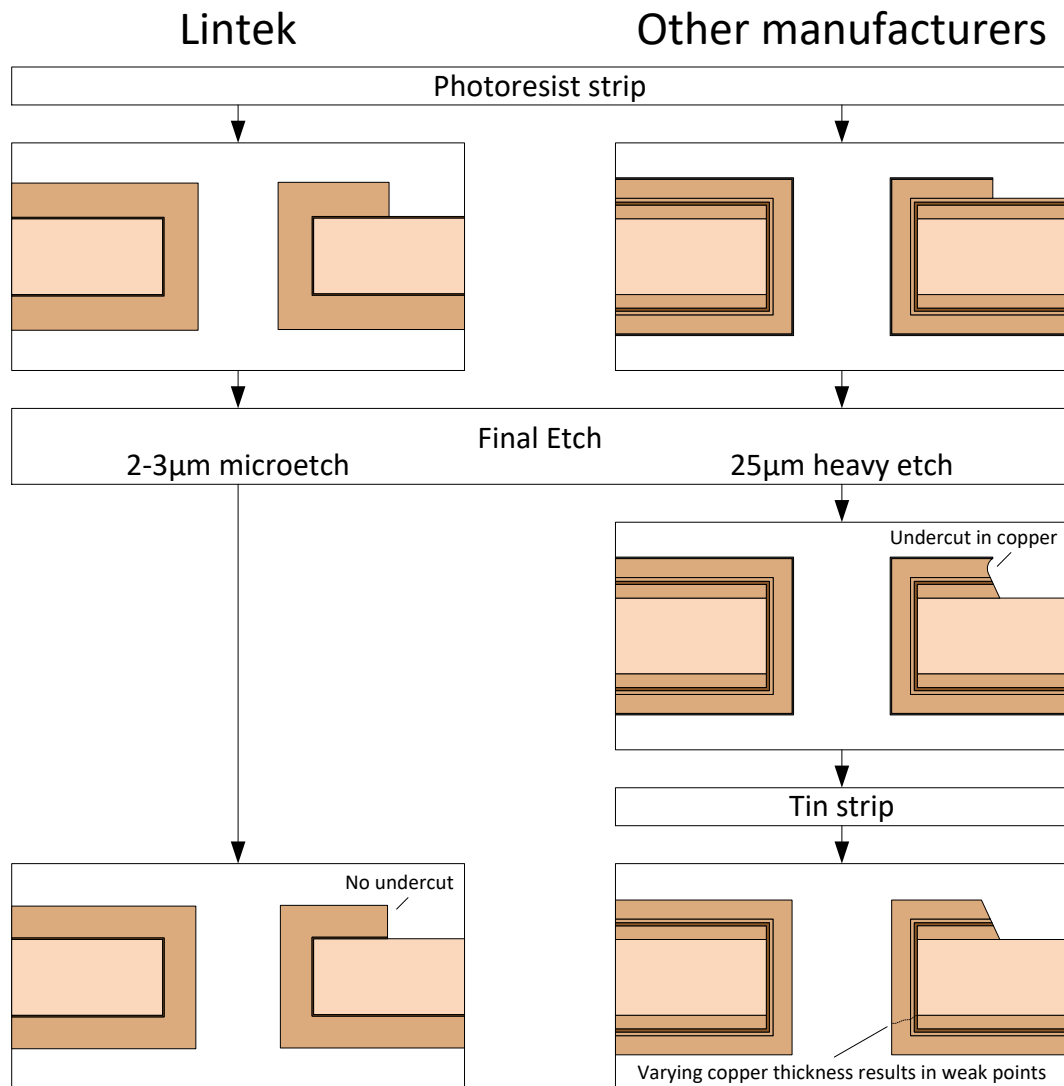 Lintek
Other manufacturers
Photoresist strip
Final Etch
2-3µm microetch
25µm heavy etch
Undercut in copper
Tin strip
No undercut
Varying copper thickness results in weak points